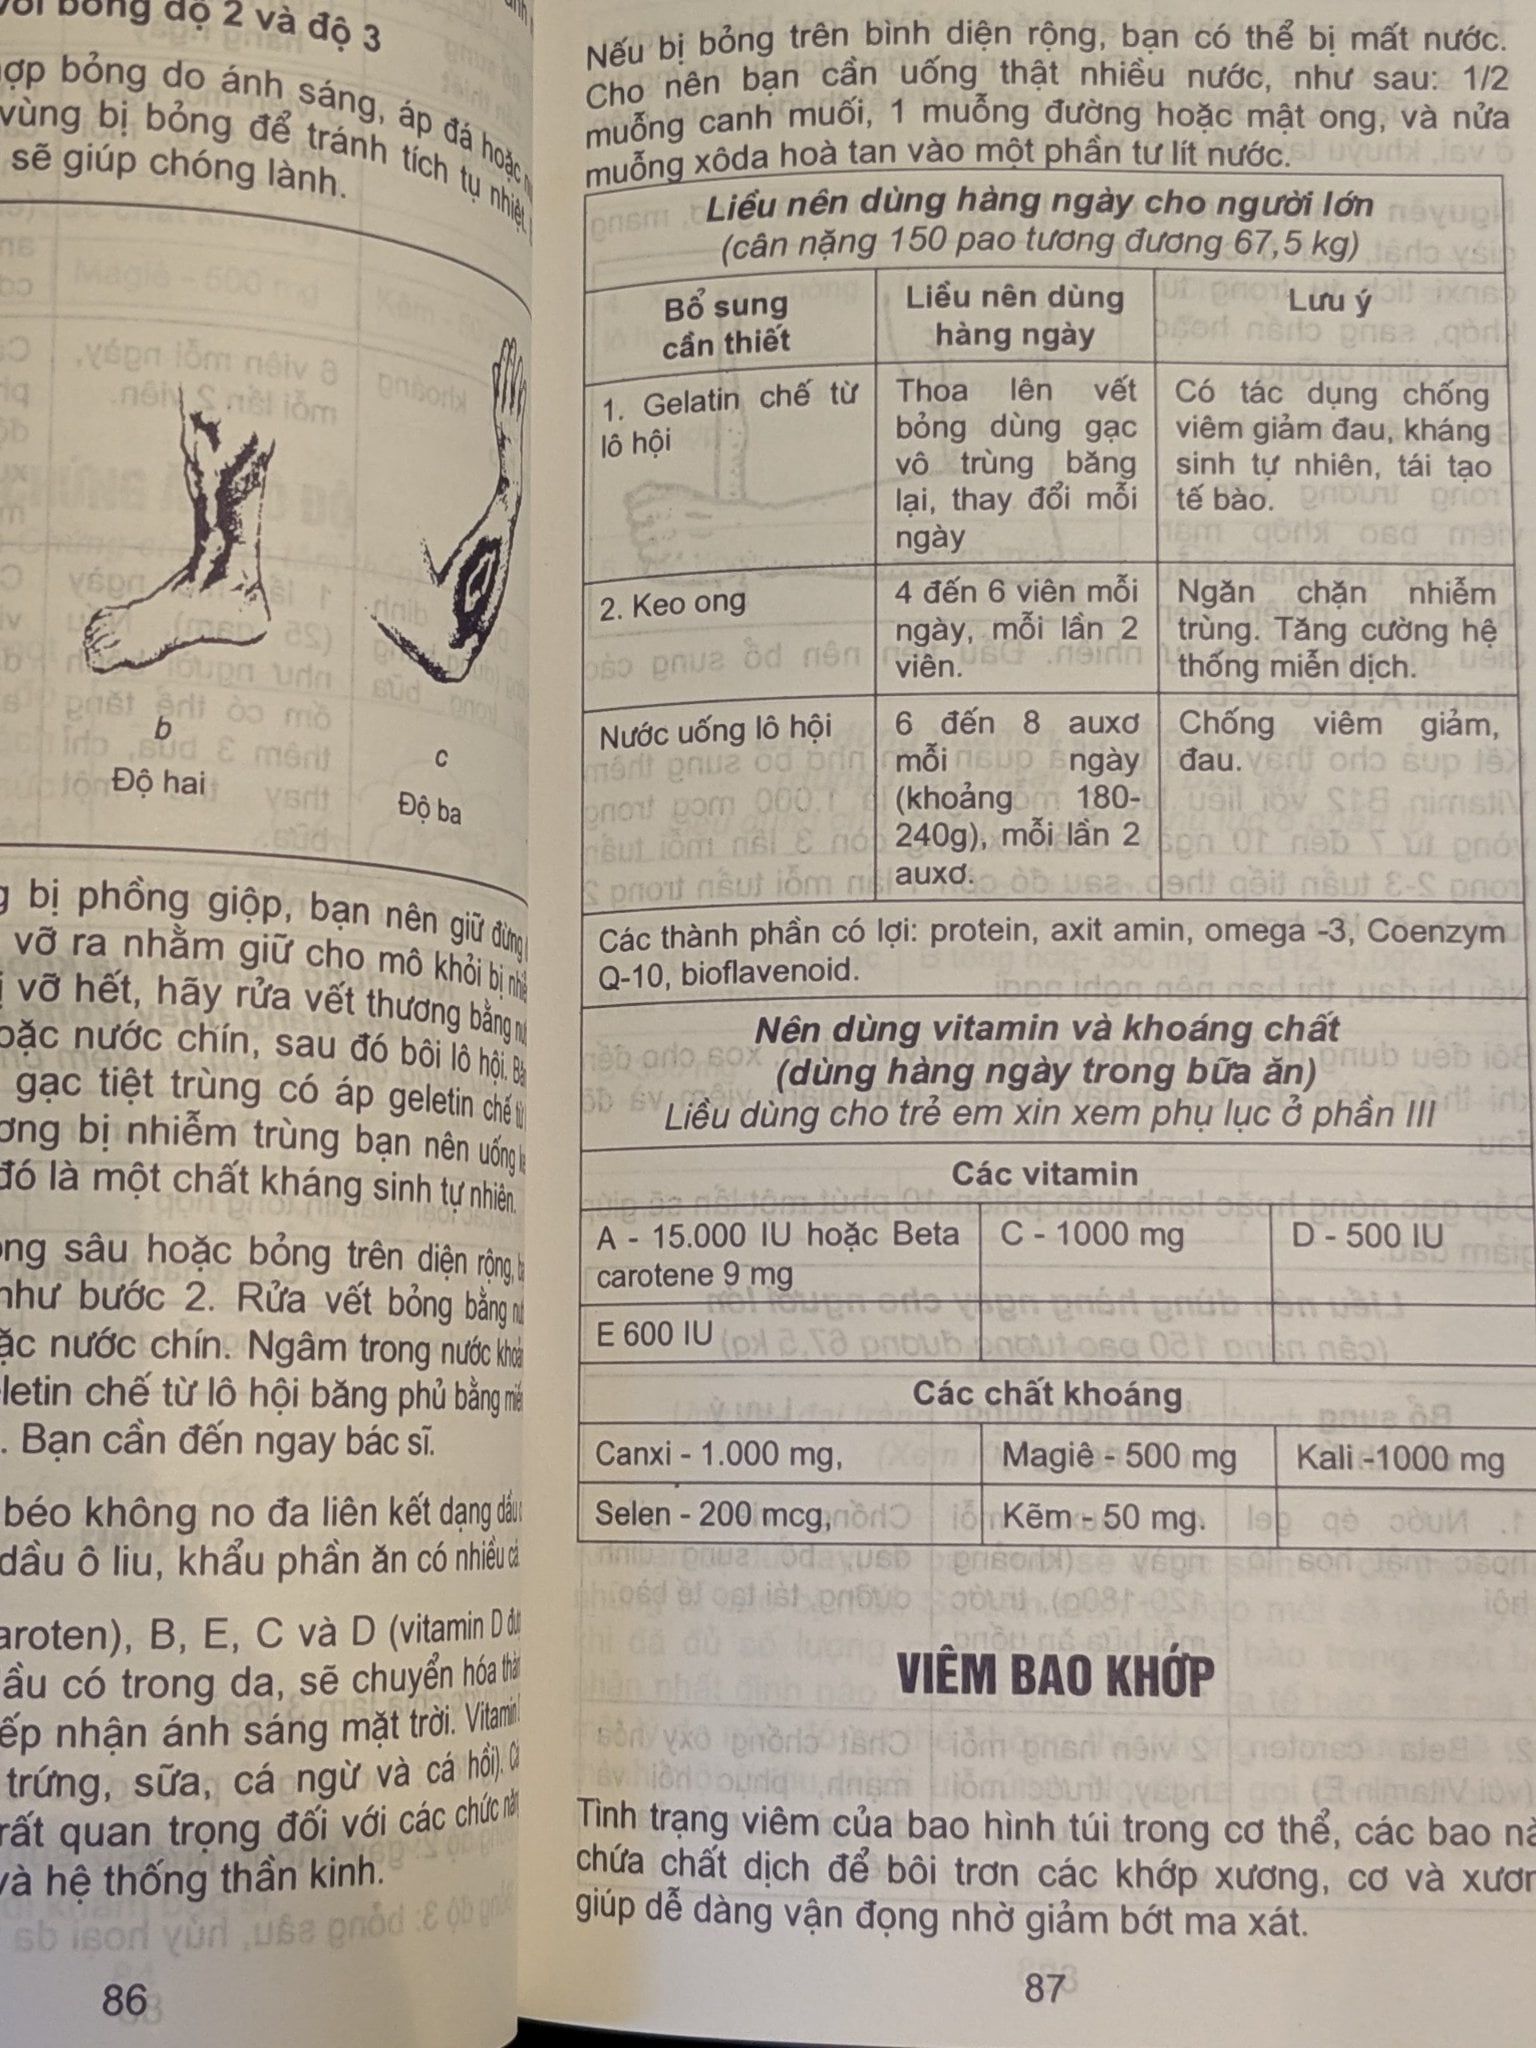 với bỏng độ 2 và độ 3
hợp bỏng do ánh sáng, áp đá hoặc
vùng bị bỏng để tránh tích tụ nhiệt,
sẽ giúp chóng lành.
b
Độ hai
c
Độ ba
bị phồng giộp, bạn nên giữ đừng
vỡ ra nhằm giữ cho mô khỏi bị
vỡ hết, hãy rửa vết thương bằng
hoặc nước chín, sau đó bôi lô hội.
gạc tiệt trùng có áp geletin chế từ
bị nhiễm trùng bạn nên uống
đó là một chất kháng sinh tự nhiên.
sâu hoặc bỏng trên diện rộng,
như bước 2. Rửa vết bỏng bằng
nước chín. Ngâm trong nước
chế từ lô hội băng phủ bằng
. Bạn cần đến ngay bác sĩ.
béo không no đa liên kết dạng dầu
dầu ô liu, khẩu phần ăn có nhiều
B, E, C và D (vitamin D
có trong da, sẽ chuyển hóa
nhận ánh sáng mặt trời. Vitamin
trứng, sữa, cá ngừ và cá hồi).
rất quan trọng đối với các chức
và hệ thống thần kinh.
86
Nếu bị bỏng trên bình diện rộng, bạn có thể bị mất nước.
Cho nên bạn cần uống thật nhiều nước, như sau: 1/2
muỗng canh muối, 1 muỗng đường hoặc mật ong, và nửa
muỗng xôda hoà tan vào một phần tư lít nước.
Liều nên dùng hàng ngày cho người lớn
(cân nặng 150 pao tương đương 67,5 kg)
Bổ sung
cần thiết
Liều nên dùng
hàng ngày
Lưu ý
1. Gelatin chế từ
lô hội
Thoa lên vết
bỏng dùng gạc
vô trùng băng
lại, thay đổi mỗi
ngày
Có tác dụng chống
viêm giảm đau, kháng
sinh tự nhiên, tái tạo
tế bào.
2. Keo ong
4 đến 6 viên mỗi
ngày, mỗi lần 2
viên.
Ngăn chặn nhiễm
trùng. Tăng cường hệ
thống miễn dịch.
Nước uống lô hội
6 đến 8 auxơ
mỗi ngày
(khoảng 180-
240g), mỗi lần 2
auxơ.
Chống viêm giảm,
đau.
Các thành phần có lợi: protein, axit amin, omega -3, Coenzym
Q-10, bioflavenoid.
Nên dùng vitamin và khoáng chất
(dùng hàng ngày trong bữa ăn)
Liều dùng cho trẻ em xin xem phụ lục ở phần III
Các vitamin
A - 15.000 IU hoặc Beta
carotene 9 mg
C - 1000 mg
D - 500 IU
E 600 IU
Các chất khoáng
Canxi - 1.000 mg,
Magiê - 500 mg
Kali -1000 mg
Selen - 200 mcg,
Kẽm - 50 mg.
VIÊM BAO KHỚP
Tình trạng viêm của bao hình túi trong cơ thể, các bao
chứa chất dịch để bôi trơn các khớp xương, cơ và
giúp dễ dàng vận động nhờ giảm bớt ma xát.
87